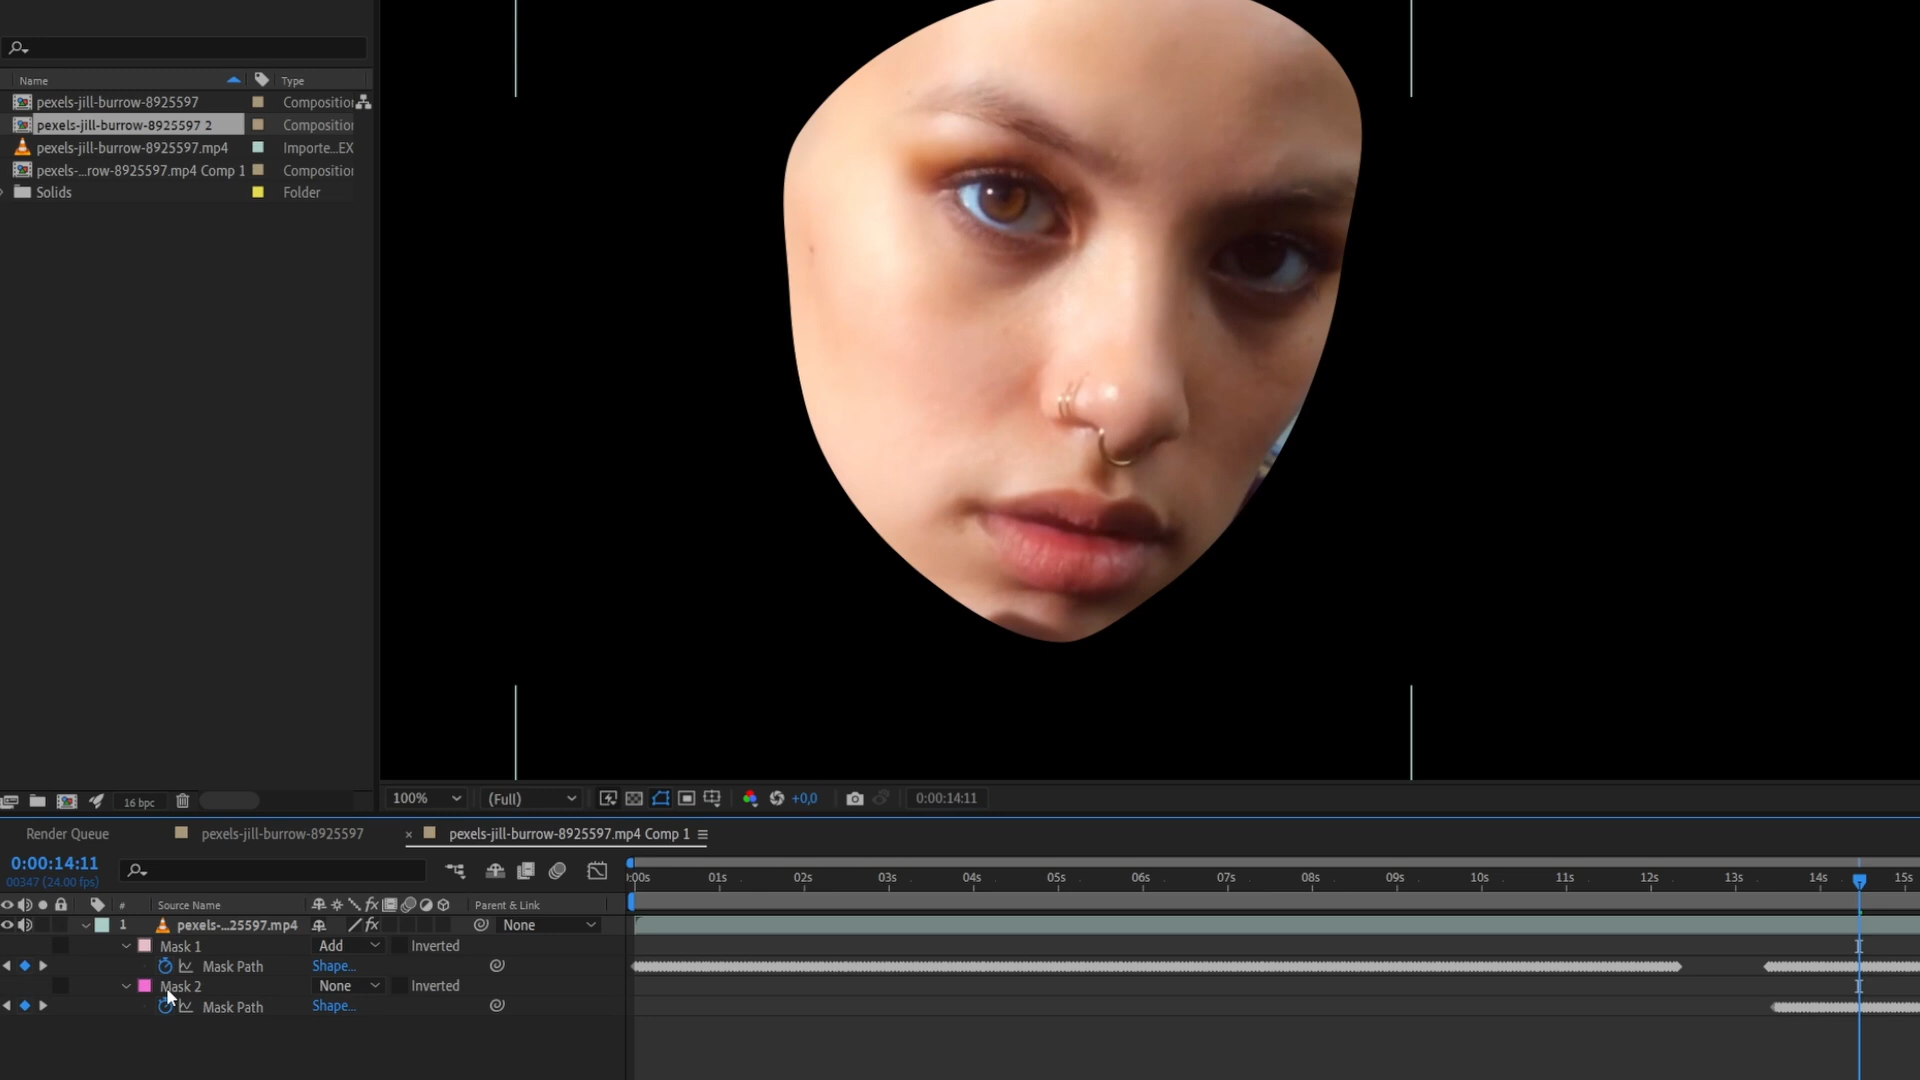 Name Type
pexels-jill-burrow-8925597 Compositio
pexels-jill-burrow-8925597 2 Compositio
pexels-jill-burrow-8925597.mp4 Importe...EX
pexels-...row-8925597.mp4 Comp 1 Compositio
Solids Folder
16 bpc 100% (Full) +0,0 0:00:14:11
Render Queue pexels-jill-burrow-8925597 × pexels-jill-burrow-8925597.mp4 Comp 1
0:00:14:11
00347 (24.00 fps)
:00s 01s 02s 03s 04s 05s 06s 07s 08s 09s 10s 11s 12s 13s 14s 15s
# Source Name fx Parent & Link
1 pexels-...25597.mp4 fx None
Mask 1 Add Inverted
Mask Path Shape...
Mask 2 None Inverted
Mask Path Shape...